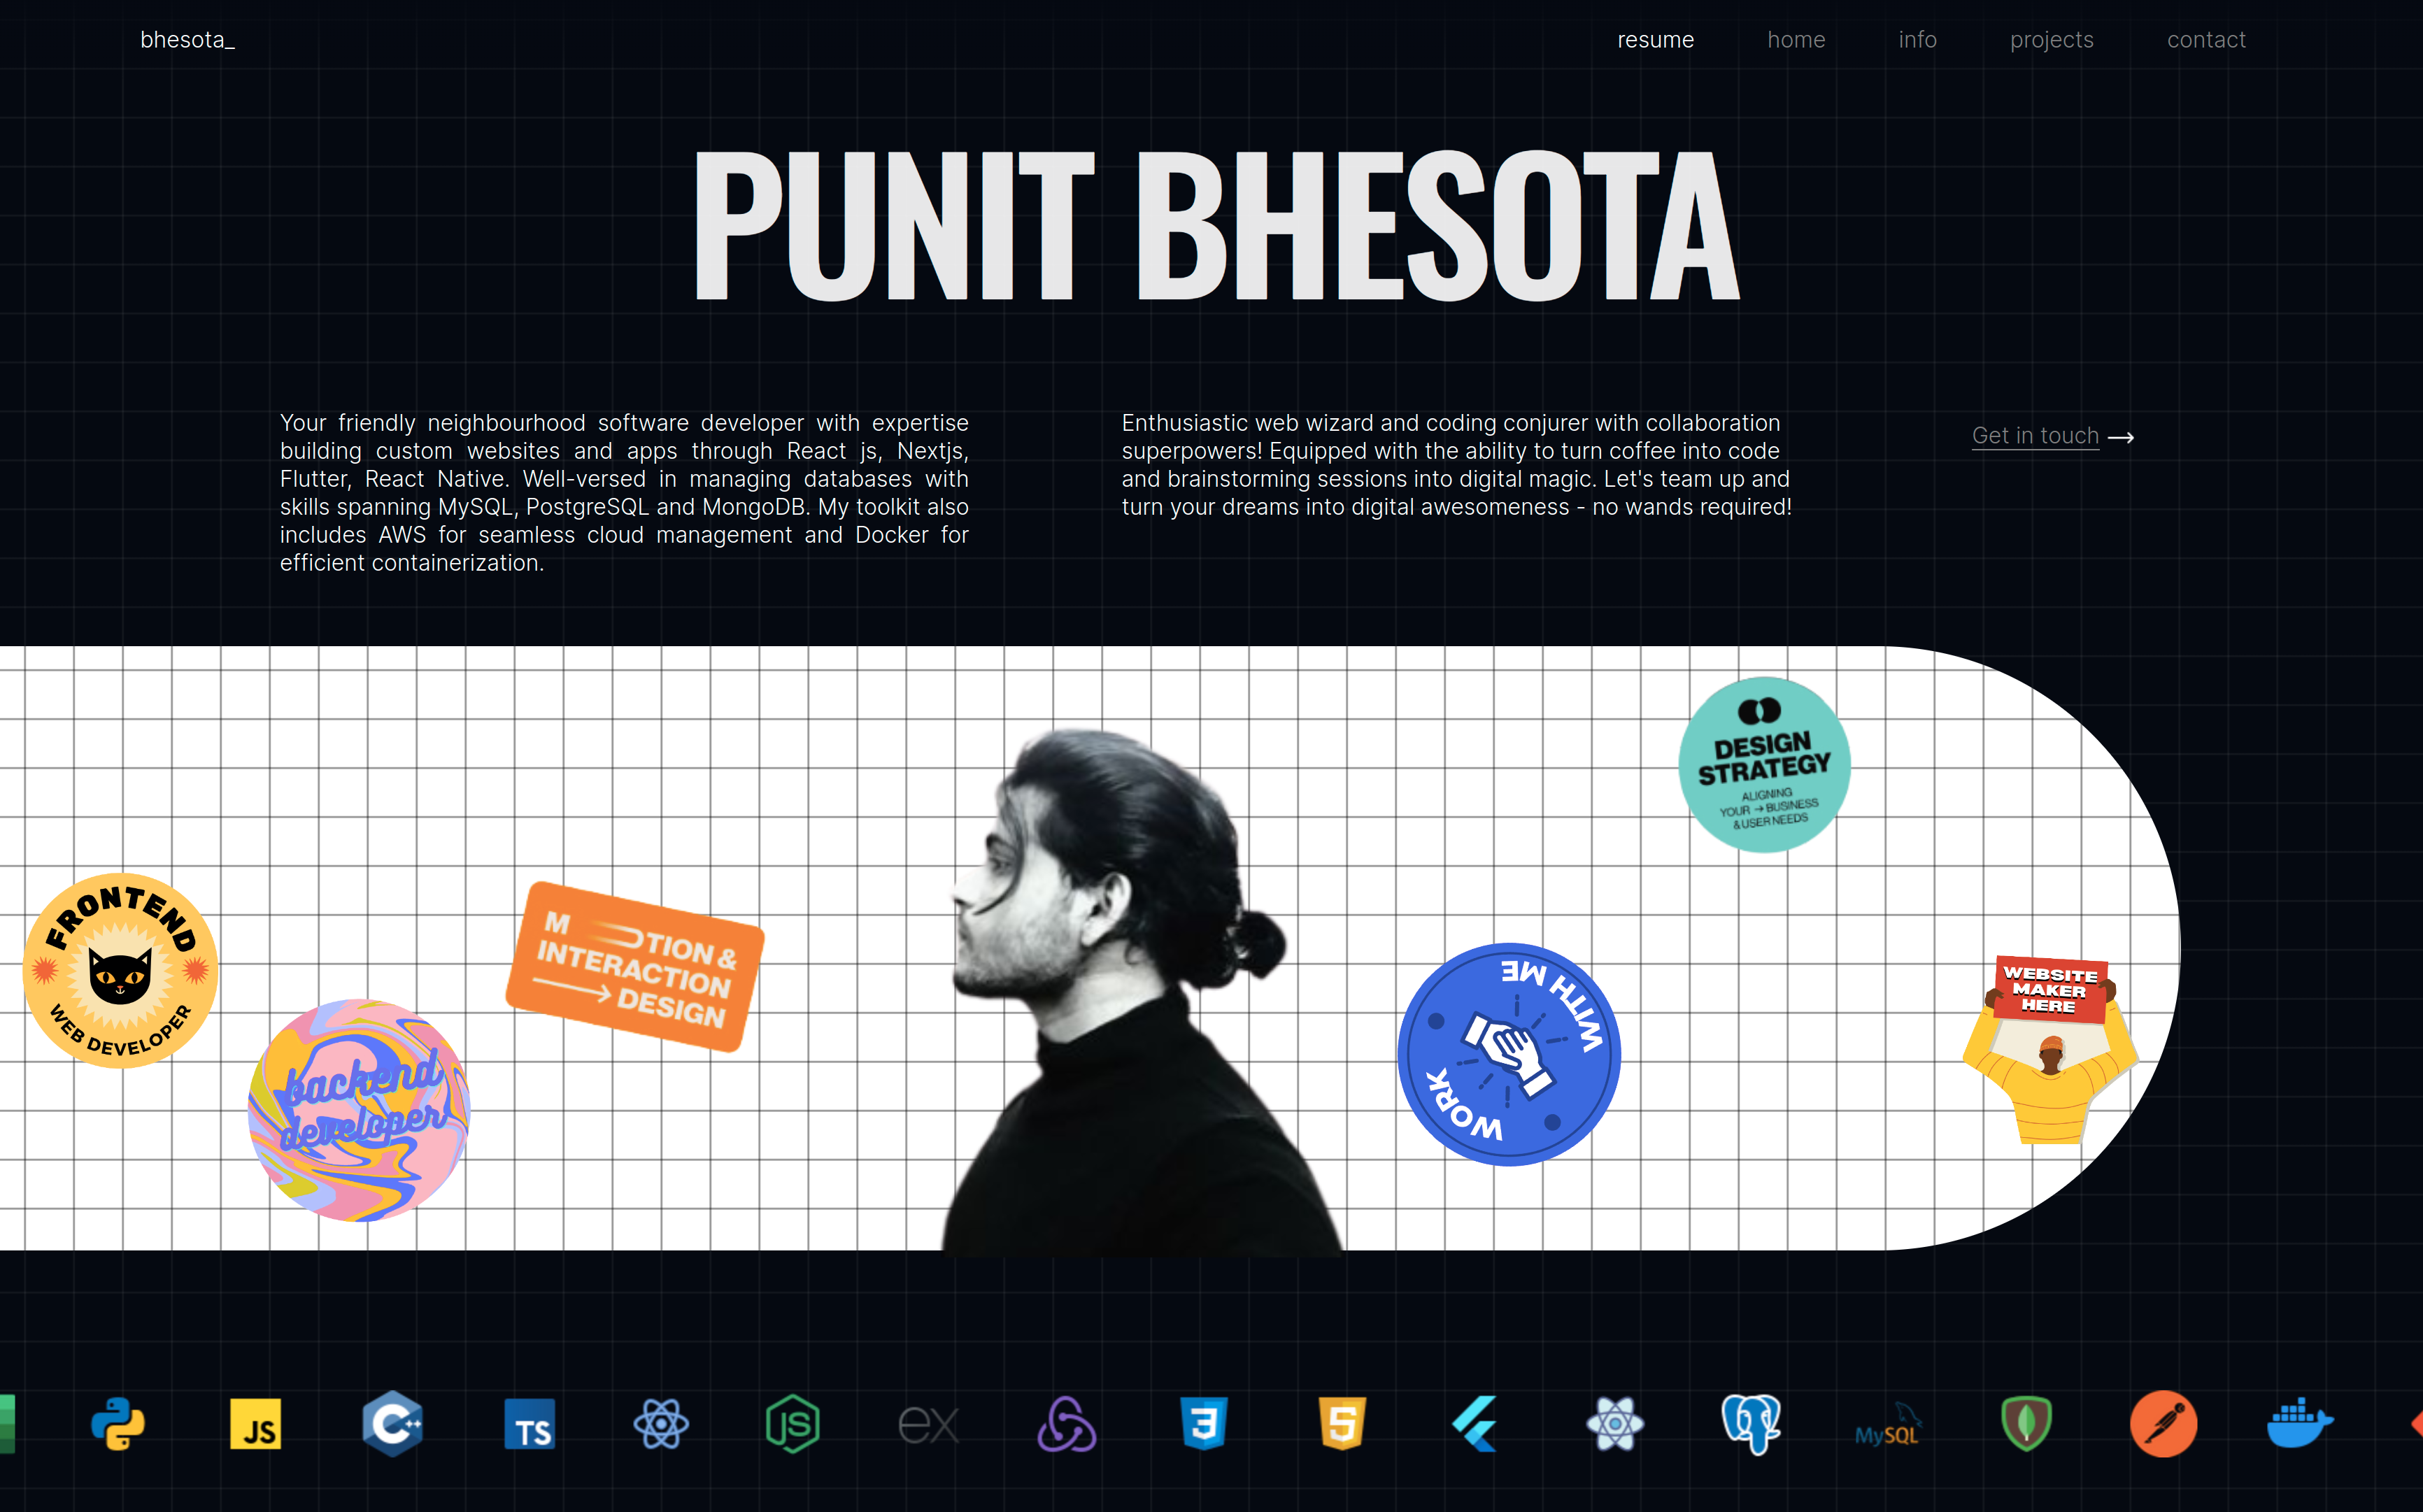 bhesota_
resume
home
info
projects
contact
PUNIT BHESOTA
Your friendly neighbourhood software developer with expertise
building custom websites and apps through React js, Nextjs,
Flutter, React Native. Well-versed in managing databases with
skills spanning MySQL, PostgreSQL and MongoDB. My toolkit also
includes AWS for seamless cloud management and Docker for
efficient containerization.
Enthusiastic web wizard and coding conjurer with collaboration
superpowers! Equipped with the ability to turn coffee into code
and brainstorming sessions into digital magic. Let's team up and
turn your dreams into digital awesomeness - no wands required!
Get in touch →
FRONTEND
WEB DEVELOPER
backend
developer
MOTION &
INTERACTION
→ DESIGN
WORK
WITH ME
DESIGN
STRATEGY
ALIGNING
YOUR → BUSINESS
& USER NEEDS
WEBSITE
MAKER
HERE
JS
C++
TS
JS
ex
3
5
MySQL